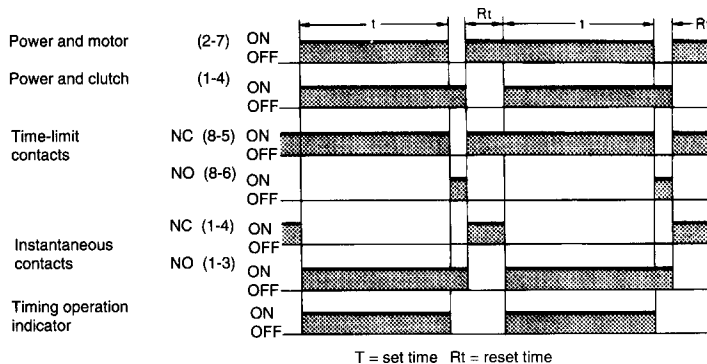 t Rt t Rt
Power and motor (2-7) ON
OFF
Power and clutch (1-4) ON
OFF
Time-limit contacts NC (8-5) ON
OFF
NO (8-6) ON
OFF
Instantaneous contacts NC (1-4) ON
OFF
NO (1-3) ON
OFF
Timing operation indicator ON
OFF
T = set time Rt = reset time